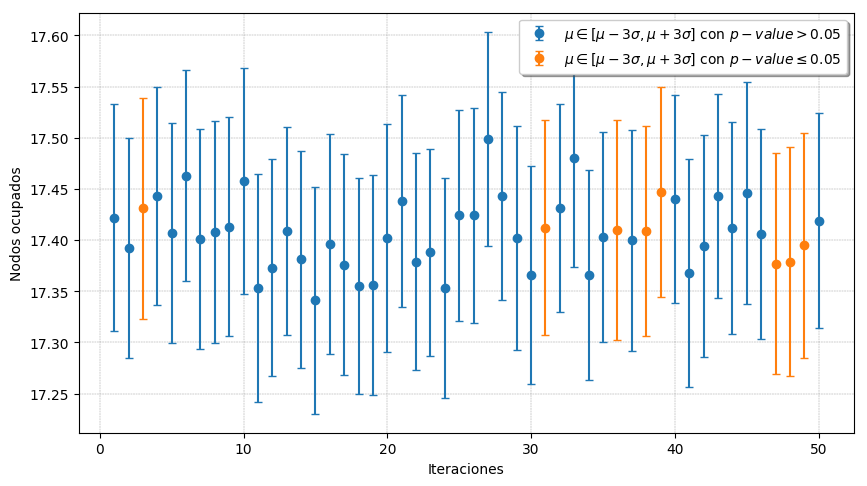 μ ∈ [μ − 3σ, μ + 3σ] con p − value > 0.05
μ ∈ [μ − 3σ, μ + 3σ] con p − value ≤ 0.05
Nodos ocupados
17.60
17.55
17.50
17.45
17.40
17.35
17.30
17.25
0 10 20 30 40 50
Iteraciones